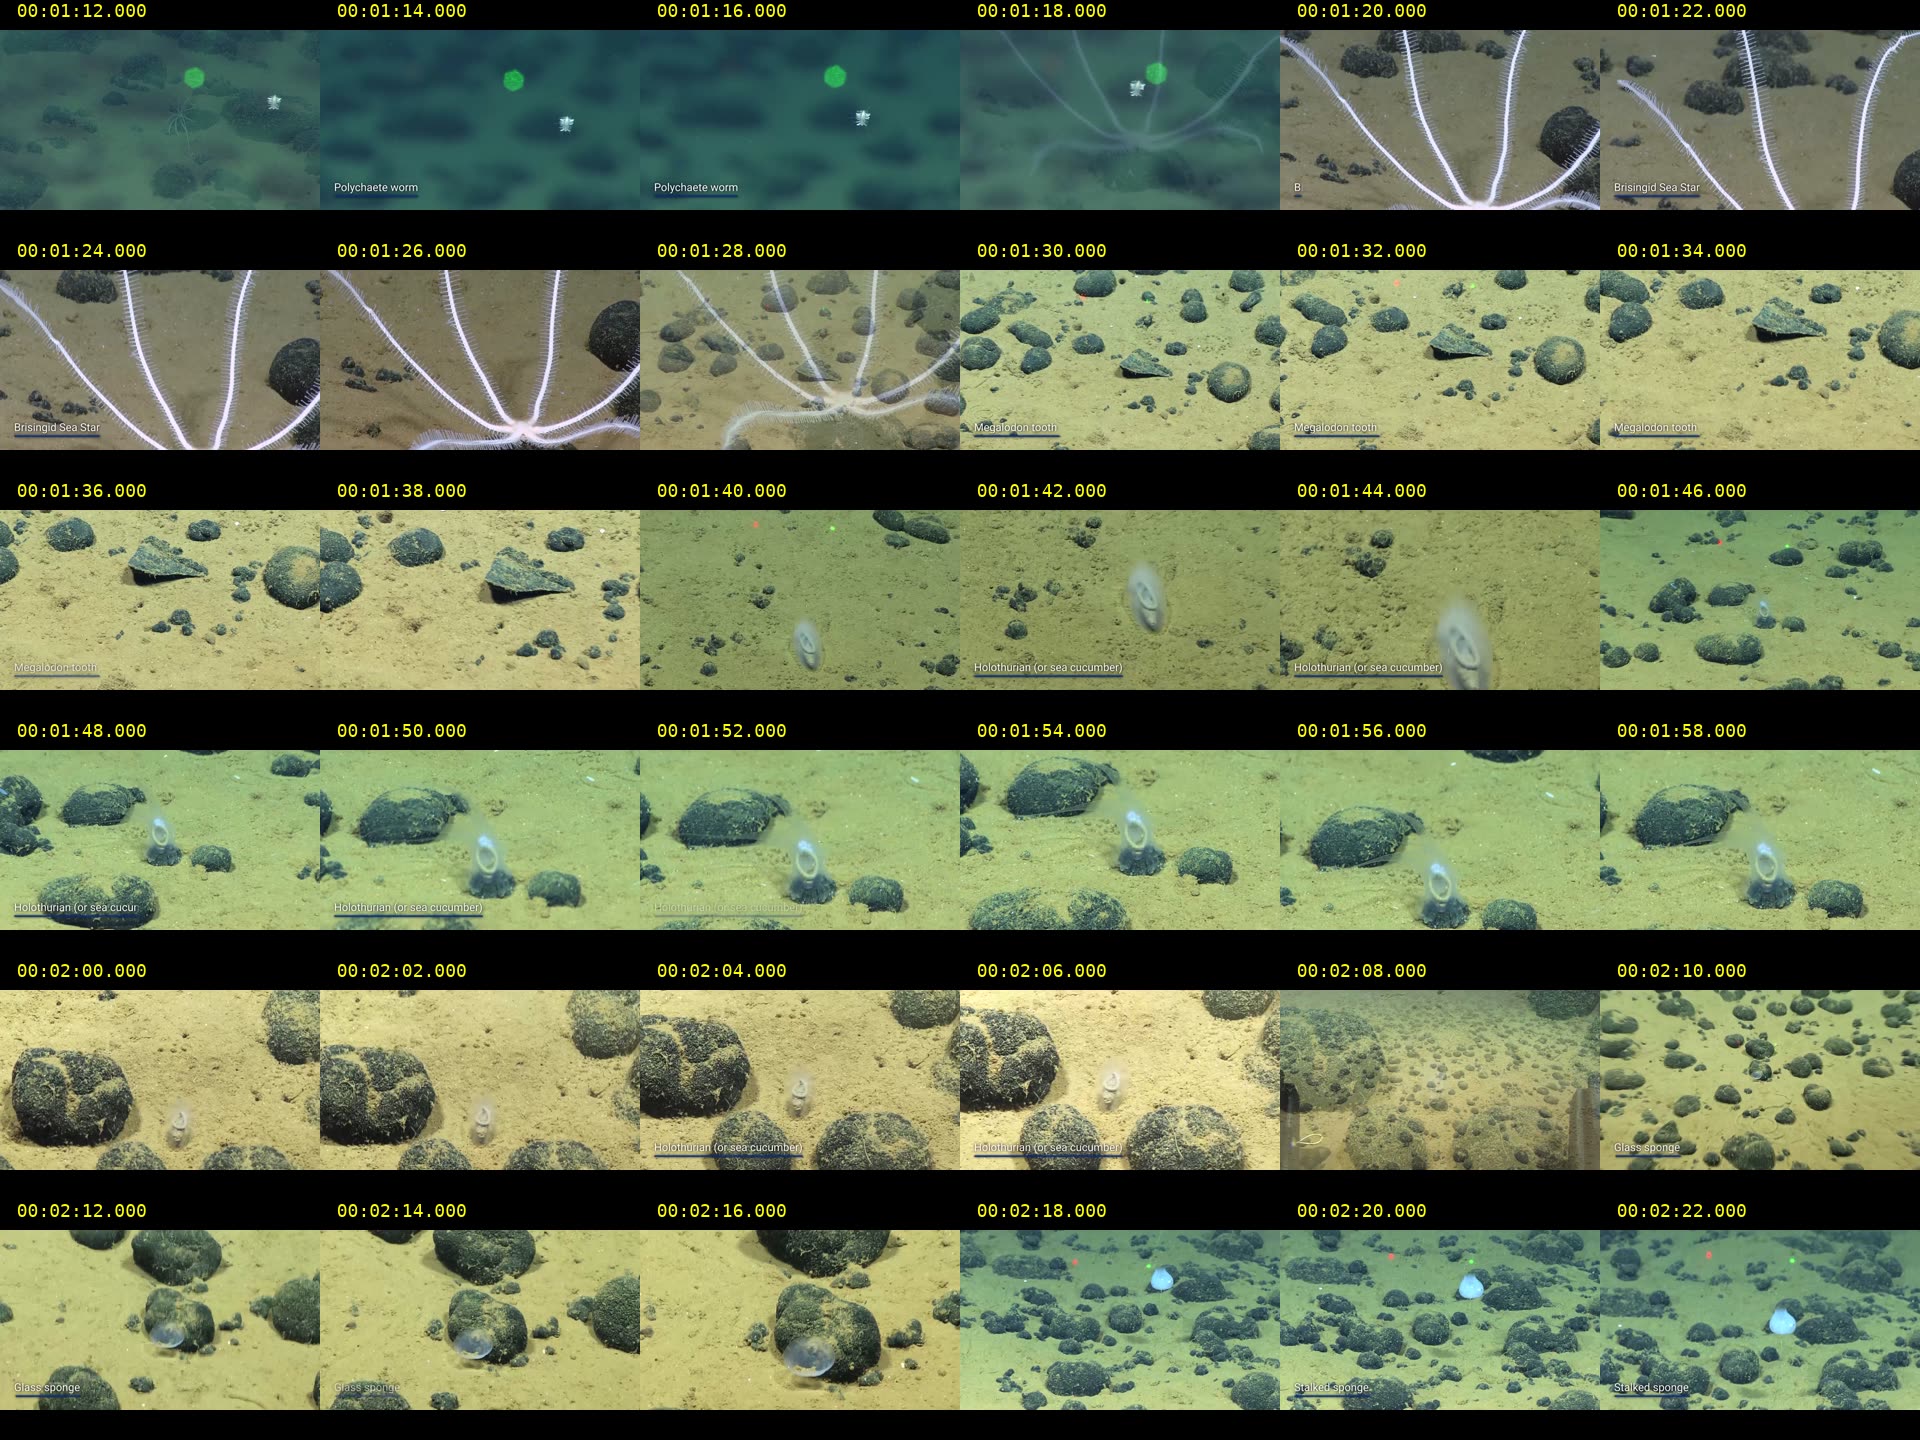 00:01:12.000
00:01:14.000
00:01:16.000
00:01:18.000
00:01:20.000
00:01:22.000
Polychaete worm
Polychaete worm
B
Brisingid Sea Star
00:01:24.000
00:01:26.000
00:01:28.000
00:01:30.000
00:01:32.000
00:01:34.000
Brisingid Sea Star
Megalodon tooth
Megalodon tooth
Megalodon tooth
00:01:36.000
00:01:38.000
00:01:40.000
00:01:42.000
00:01:44.000
00:01:46.000
Megalodon tooth
Holothurian (or sea cucumber)
Holothurian (or sea cucumber)
00:01:48.000
00:01:50.000
00:01:52.000
00:01:54.000
00:01:56.000
00:01:58.000
Holothurian (or sea cucur
Holothurian (or sea cucumber)
Holothurian (or sea cucumber)
00:02:00.000
00:02:02.000
00:02:04.000
00:02:06.000
00:02:08.000
00:02:10.000
Holothurian (or sea cucumber)
Holothurian (or sea cucumber)
Glass sponge
00:02:12.000
00:02:14.000
00:02:16.000
00:02:18.000
00:02:20.000
00:02:22.000
Glass sponge
Glass sponge
Stalked sponge
Stalked sponge